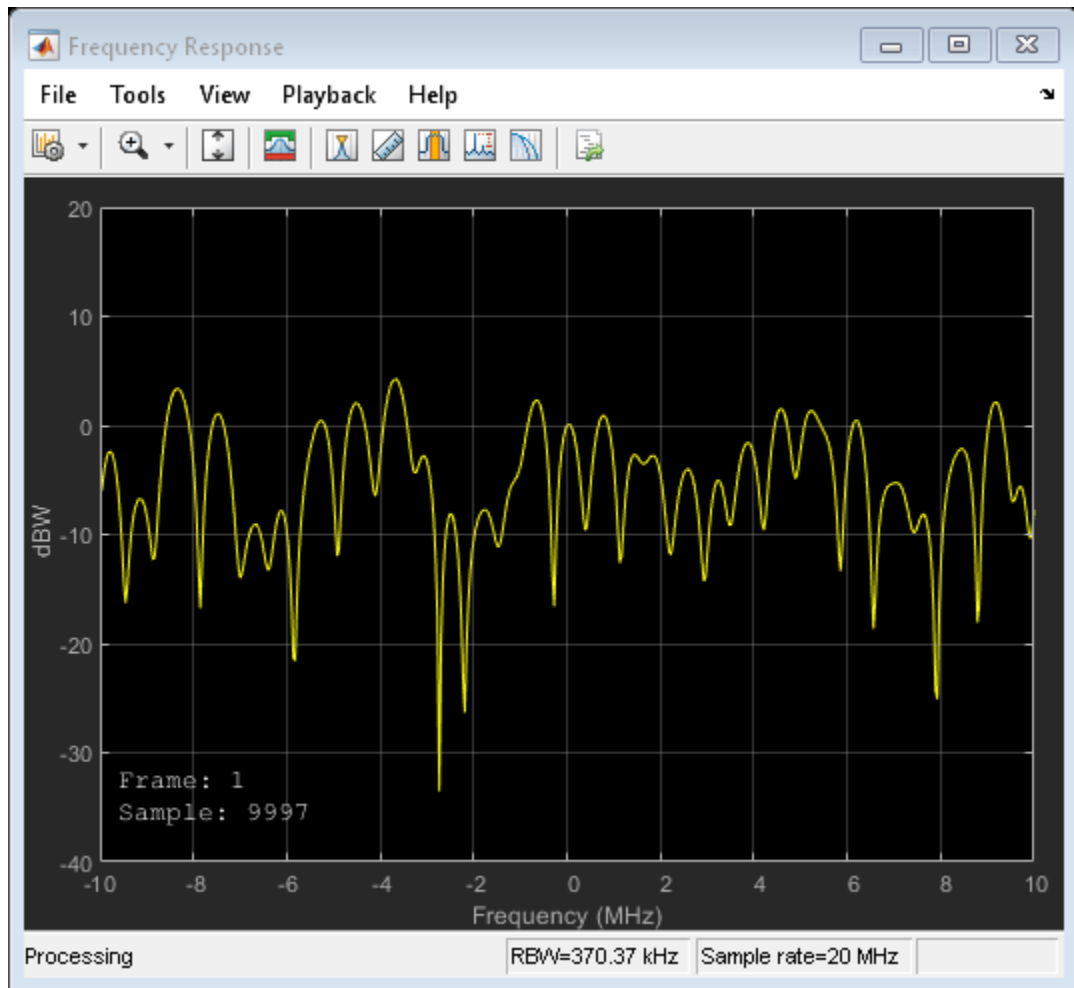 Frequency Response
File Tools View Playback Help
20
10
0
-10
-20
-30
-40
dBW
Frame: 1
Sample: 9997
-10 -8 -6 -4 -2 0 2 4 6 8 10
Frequency (MHz)
Processing RBW=370.37 kHz Sample rate=20 MHz